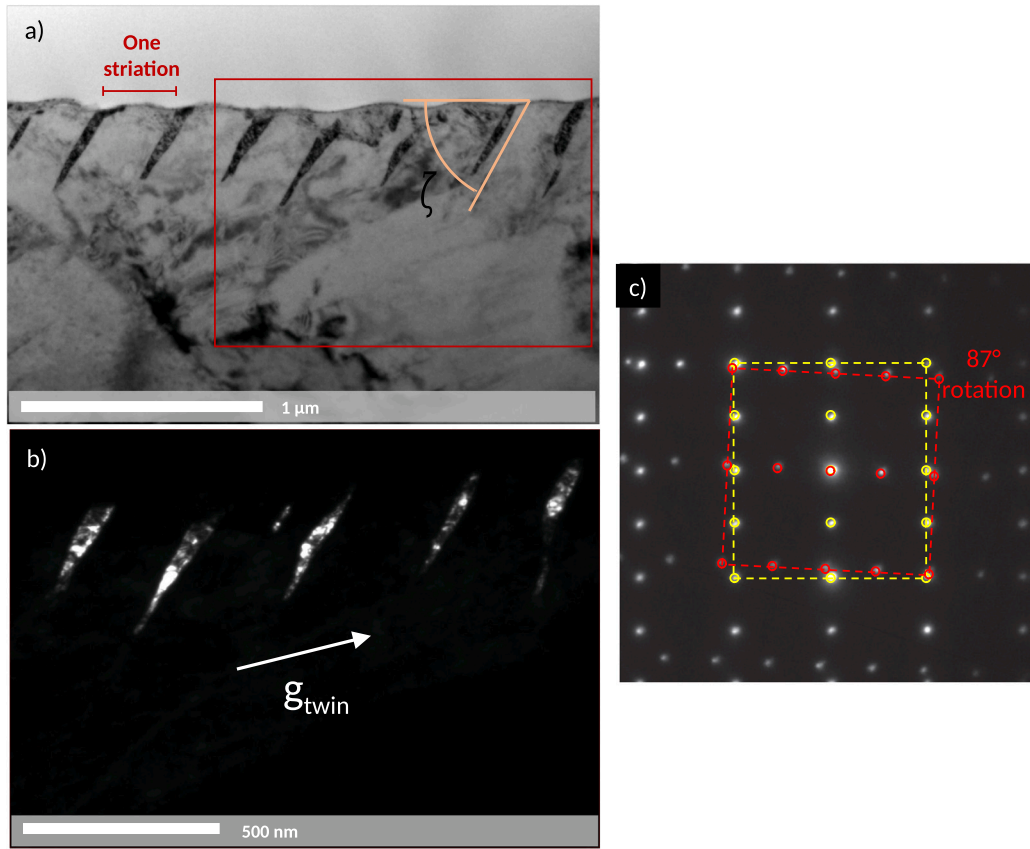 a)
One
striation
ζ
1 μm
b)
g_twin
500 nm
c)
87°
rotation